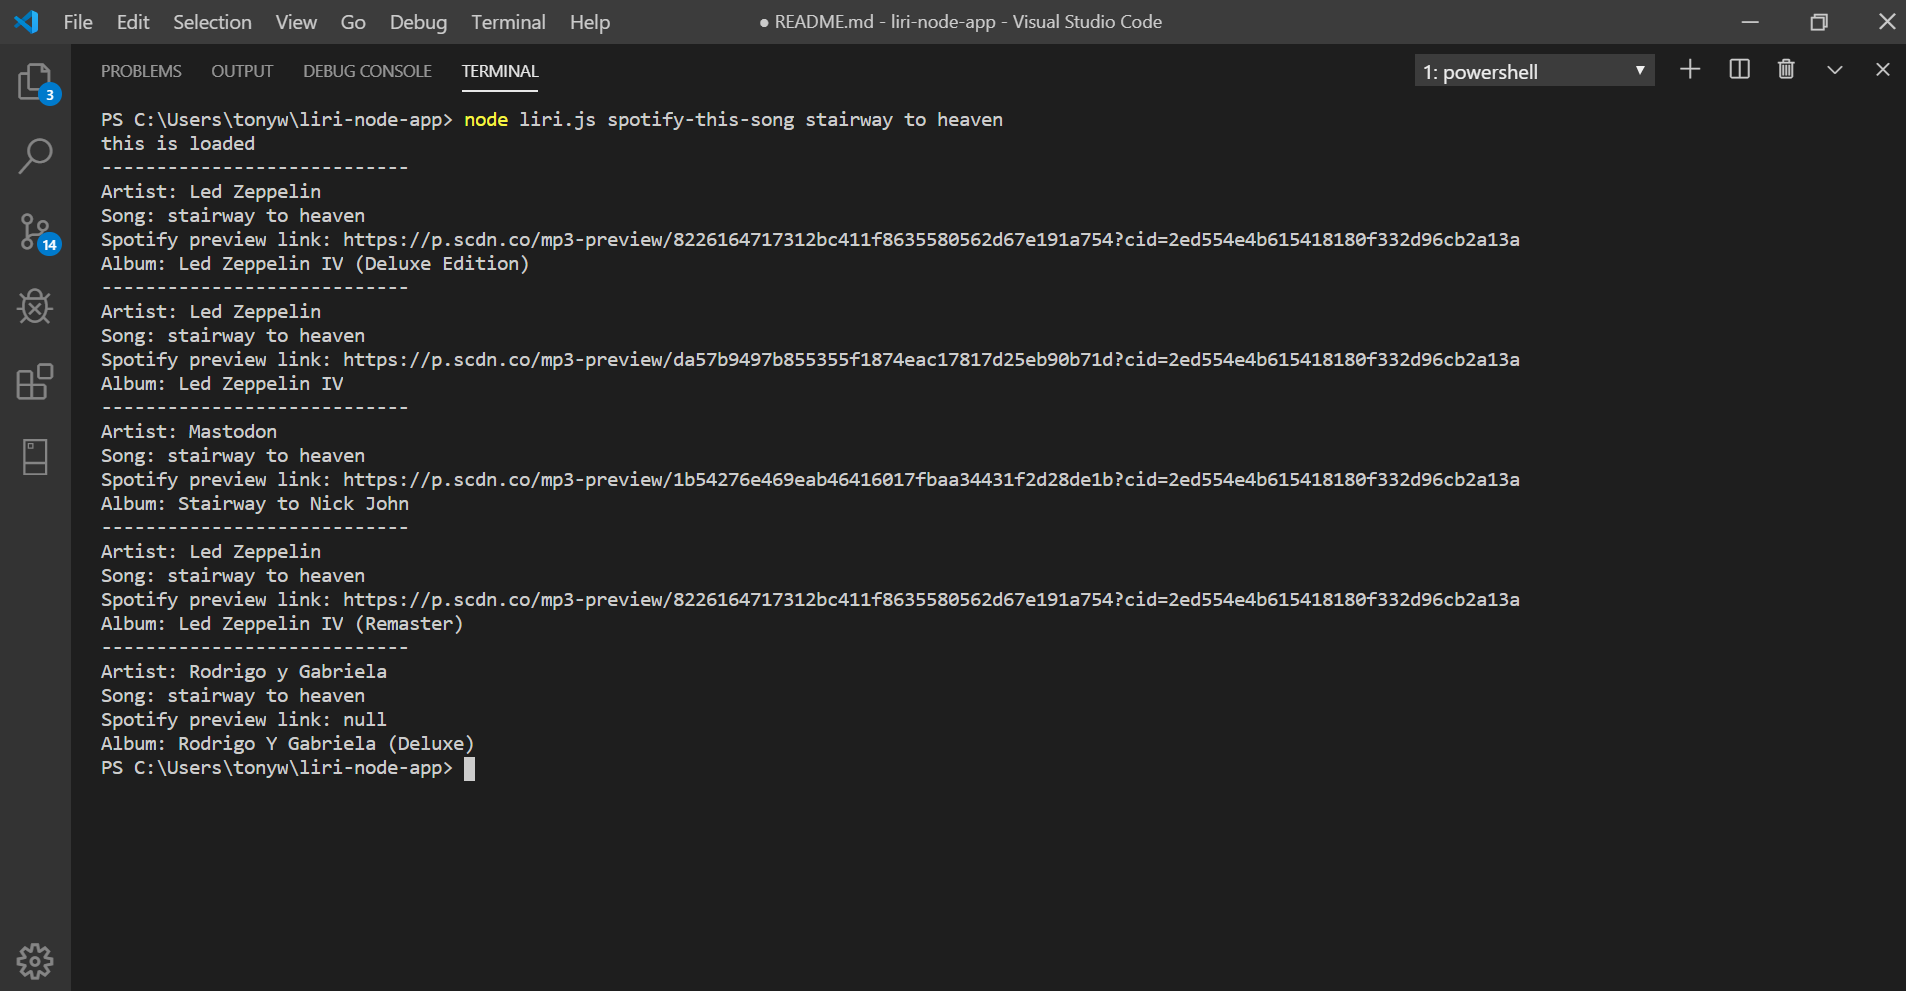 File Edit Selection View Go Debug Terminal Help ● README.md - liri-node-app - Visual Studio Code
PROBLEMS OUTPUT DEBUG CONSOLE TERMINAL 1: powershell
3
14
PS C:\Users\tonyw\liri-node-app> node liri.js spotify-this-song stairway to heaven
this is loaded
----------------------------
Artist: Led Zeppelin
Song: stairway to heaven
Spotify preview link: https://p.scdn.co/mp3-preview/8226164717312bc411f8635580562d67e191a754?cid=2ed554e4b615418180f332d96cb2a13a
Album: Led Zeppelin IV (Deluxe Edition)
----------------------------
Artist: Led Zeppelin
Song: stairway to heaven
Spotify preview link: https://p.scdn.co/mp3-preview/da57b9497b855355f1874eac17817d25eb90b71d?cid=2ed554e4b615418180f332d96cb2a13a
Album: Led Zeppelin IV
----------------------------
Artist: Mastodon
Song: stairway to heaven
Spotify preview link: https://p.scdn.co/mp3-preview/1b54276e469eab46416017fbaa34431f2d28de1b?cid=2ed554e4b615418180f332d96cb2a13a
Album: Stairway to Nick John
----------------------------
Artist: Led Zeppelin
Song: stairway to heaven
Spotify preview link: https://p.scdn.co/mp3-preview/8226164717312bc411f8635580562d67e191a754?cid=2ed554e4b615418180f332d96cb2a13a
Album: Led Zeppelin IV (Remaster)
----------------------------
Artist: Rodrigo y Gabriela
Song: stairway to heaven
Spotify preview link: null
Album: Rodrigo Y Gabriela (Deluxe)
PS C:\Users\tonyw\liri-node-app>